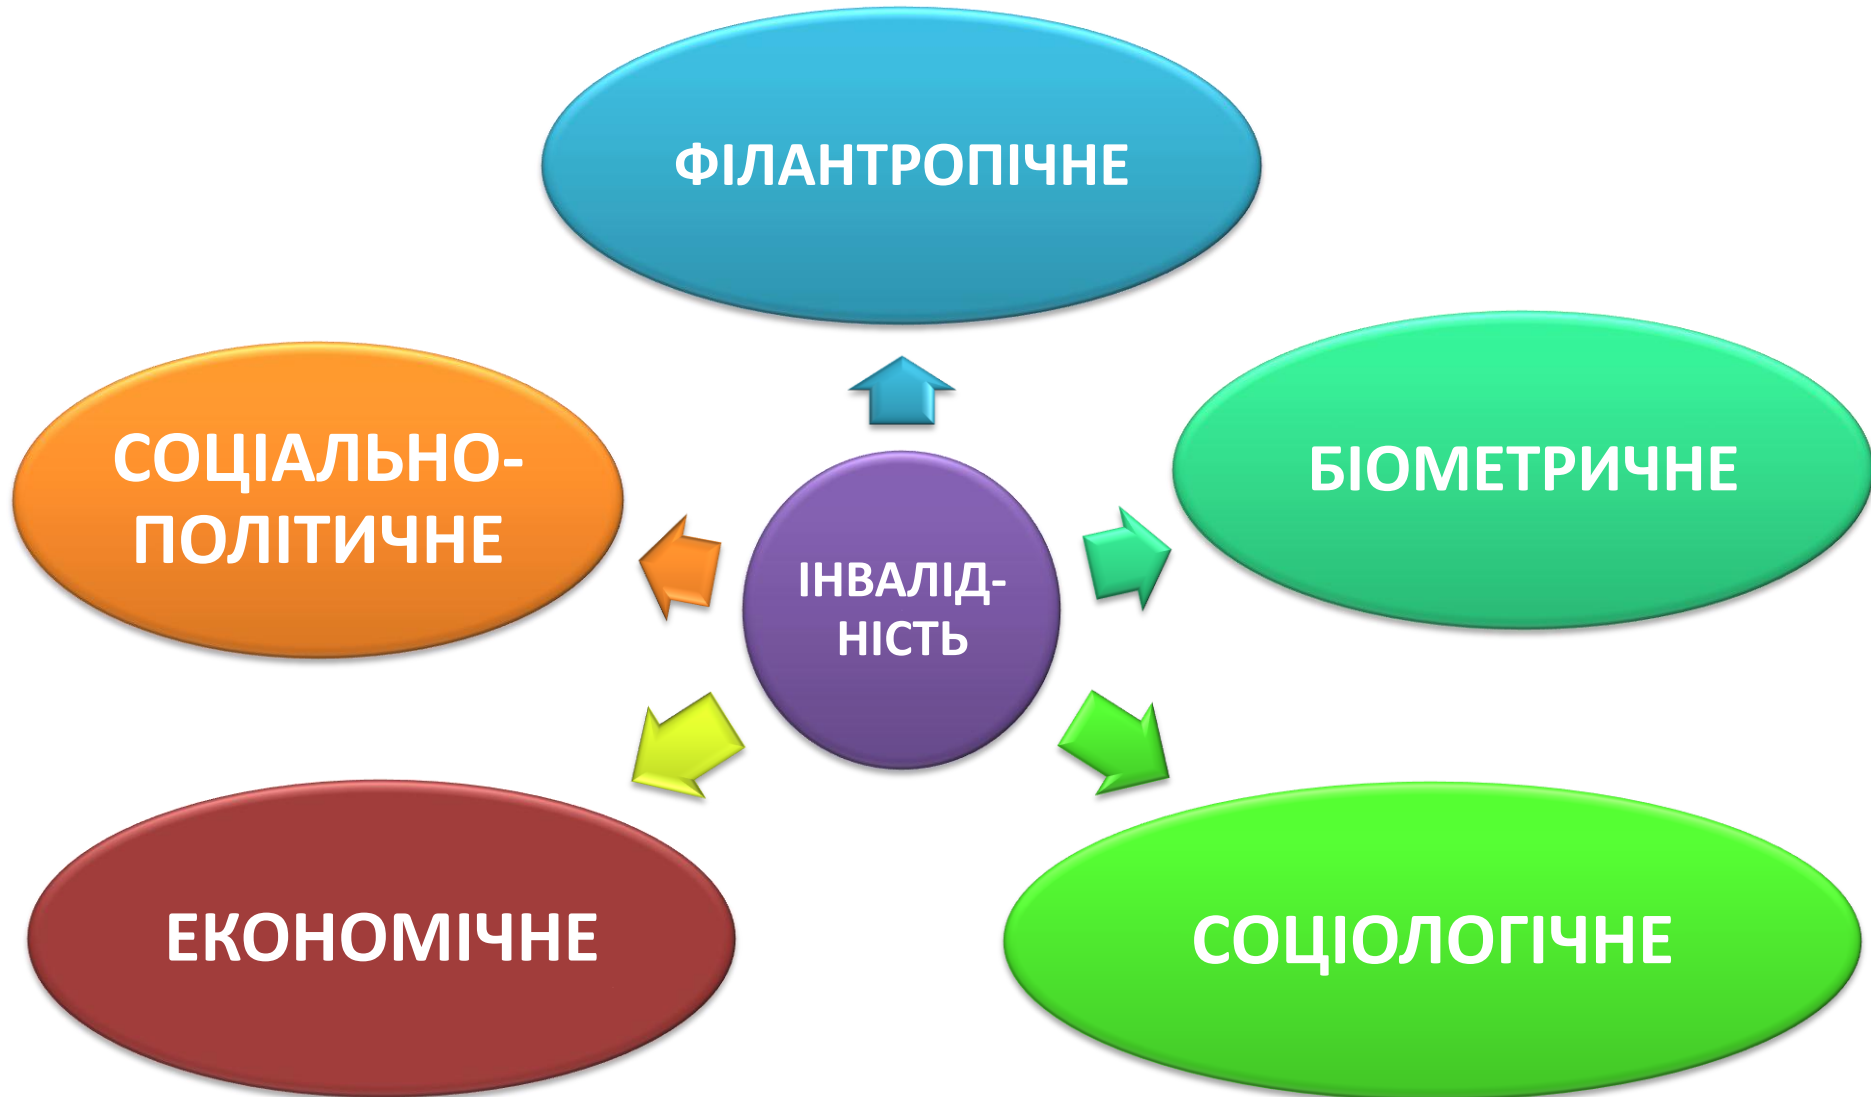 ФІЛАНТРОПІЧНЕ
СОЦІАЛЬНО-
ПОЛІТИЧНЕ
БІОМЕТРИЧНЕ
ІНВАЛІД-
НІСТЬ
ЕКОНОМІЧНЕ
СОЦІОЛОГІЧНЕ